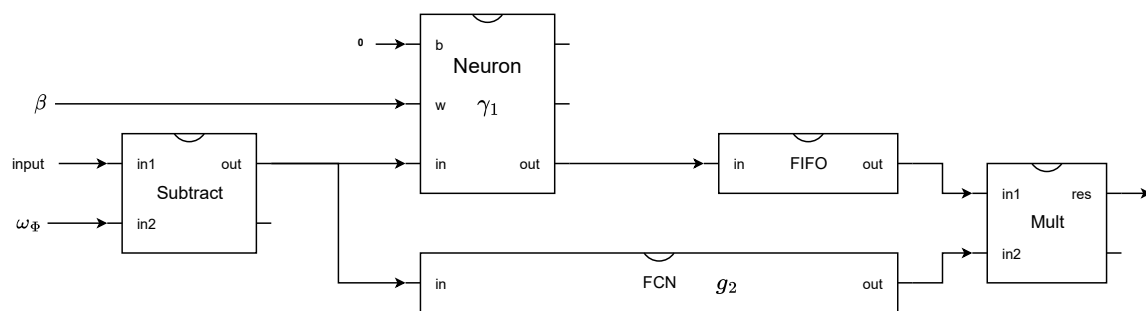 0
b
Neuron
β
w
γ₁
input
in1
out
in
out
in
FIFO
out
Subtract
in1
res
ω_Φ
in2
Mult
in2
in
FCN
g₂
out